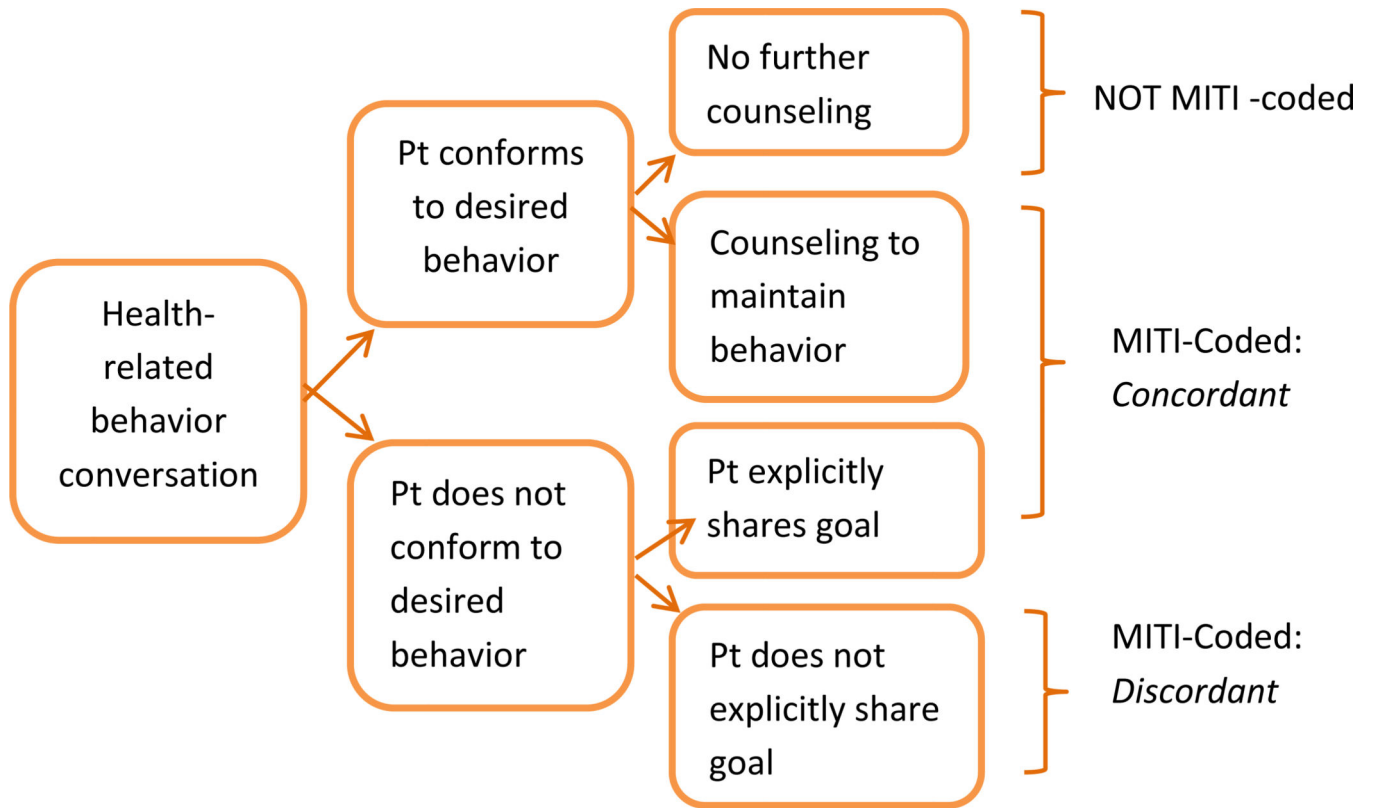 Health-
related
behavior
conversation
Pt conforms
to desired
behavior
Pt does not
conform to
desired
behavior
No further
counseling
Counseling to
maintain
behavior
Pt explicitly
shares goal
Pt does not
explicitly share
goal
NOT MITI -coded
MITI-Coded:
Concordant
MITI-Coded:
Discordant